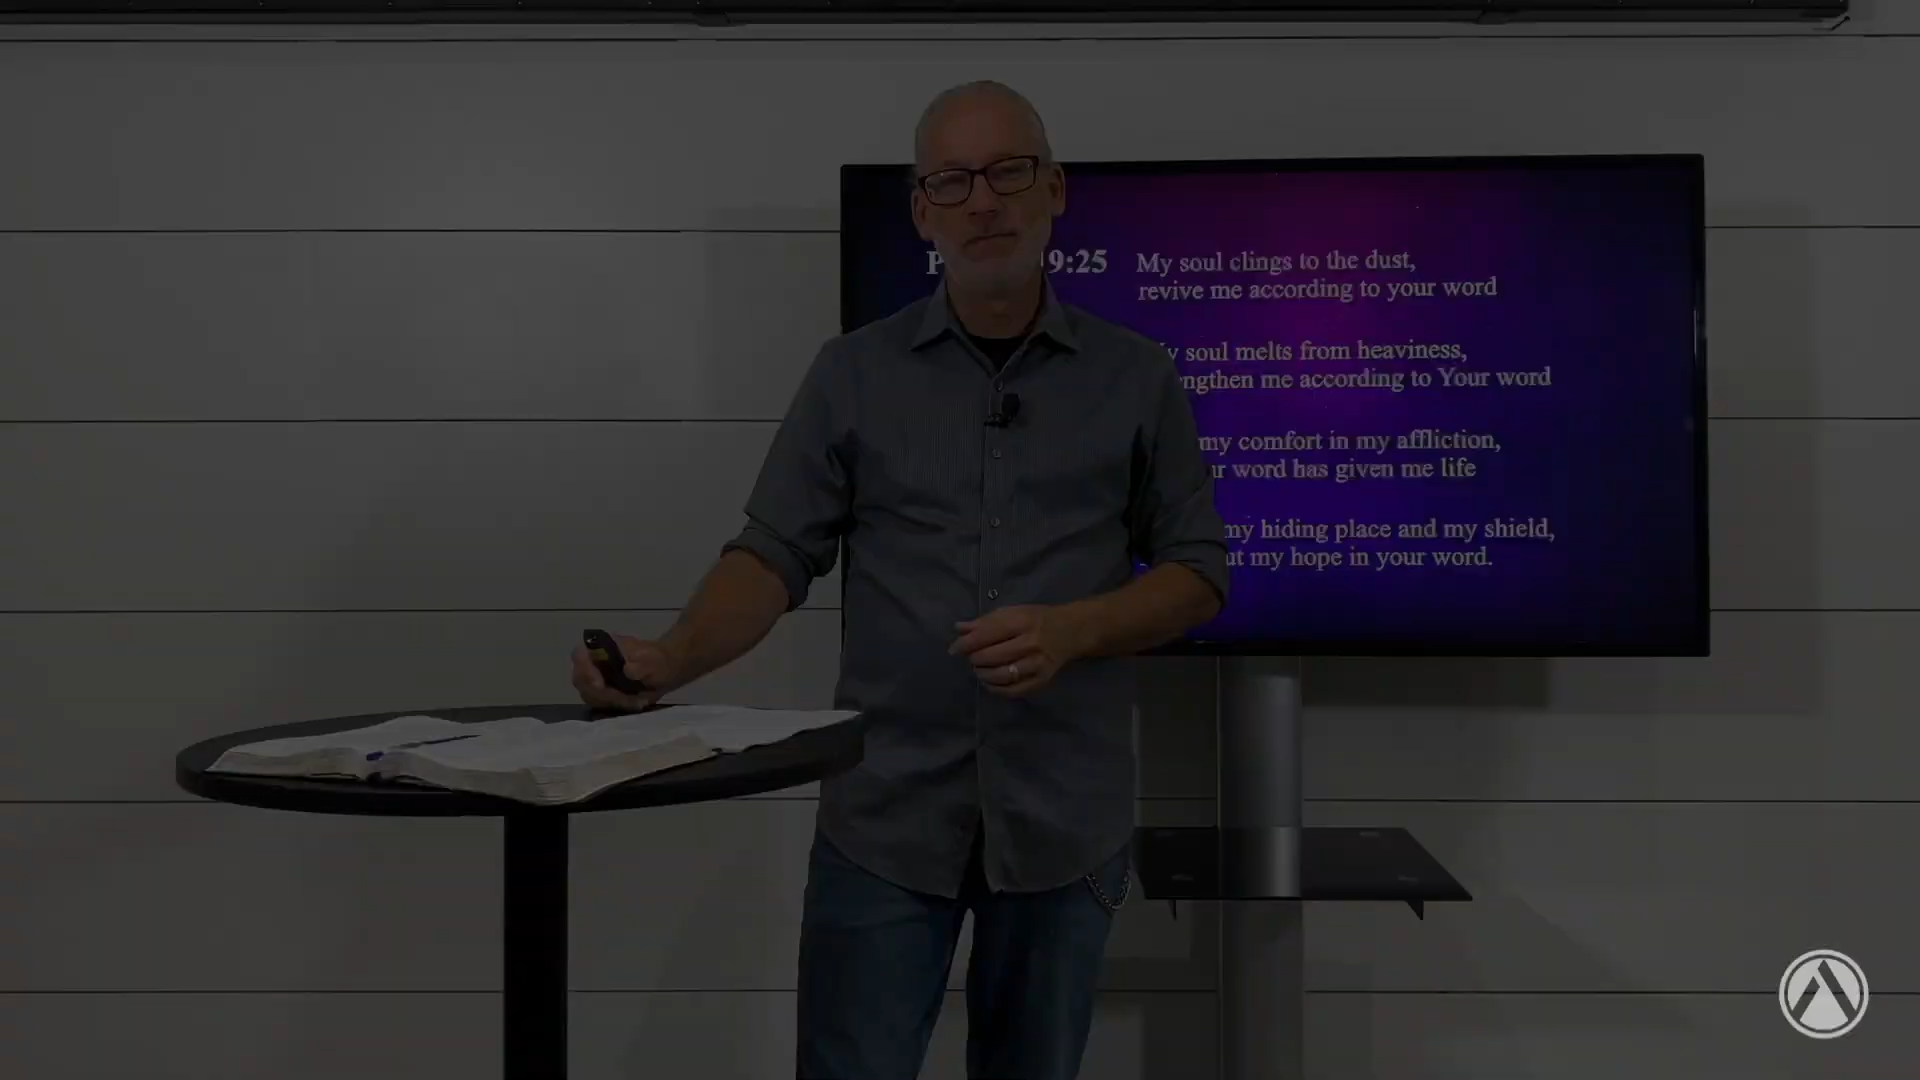 9:25 My soul clings to the dust,
revive me according to your word
soul melts from heaviness,
me according to Your word
my comfort in my affliction,
word has given me life
my hiding place and my shield,
my hope in your word.